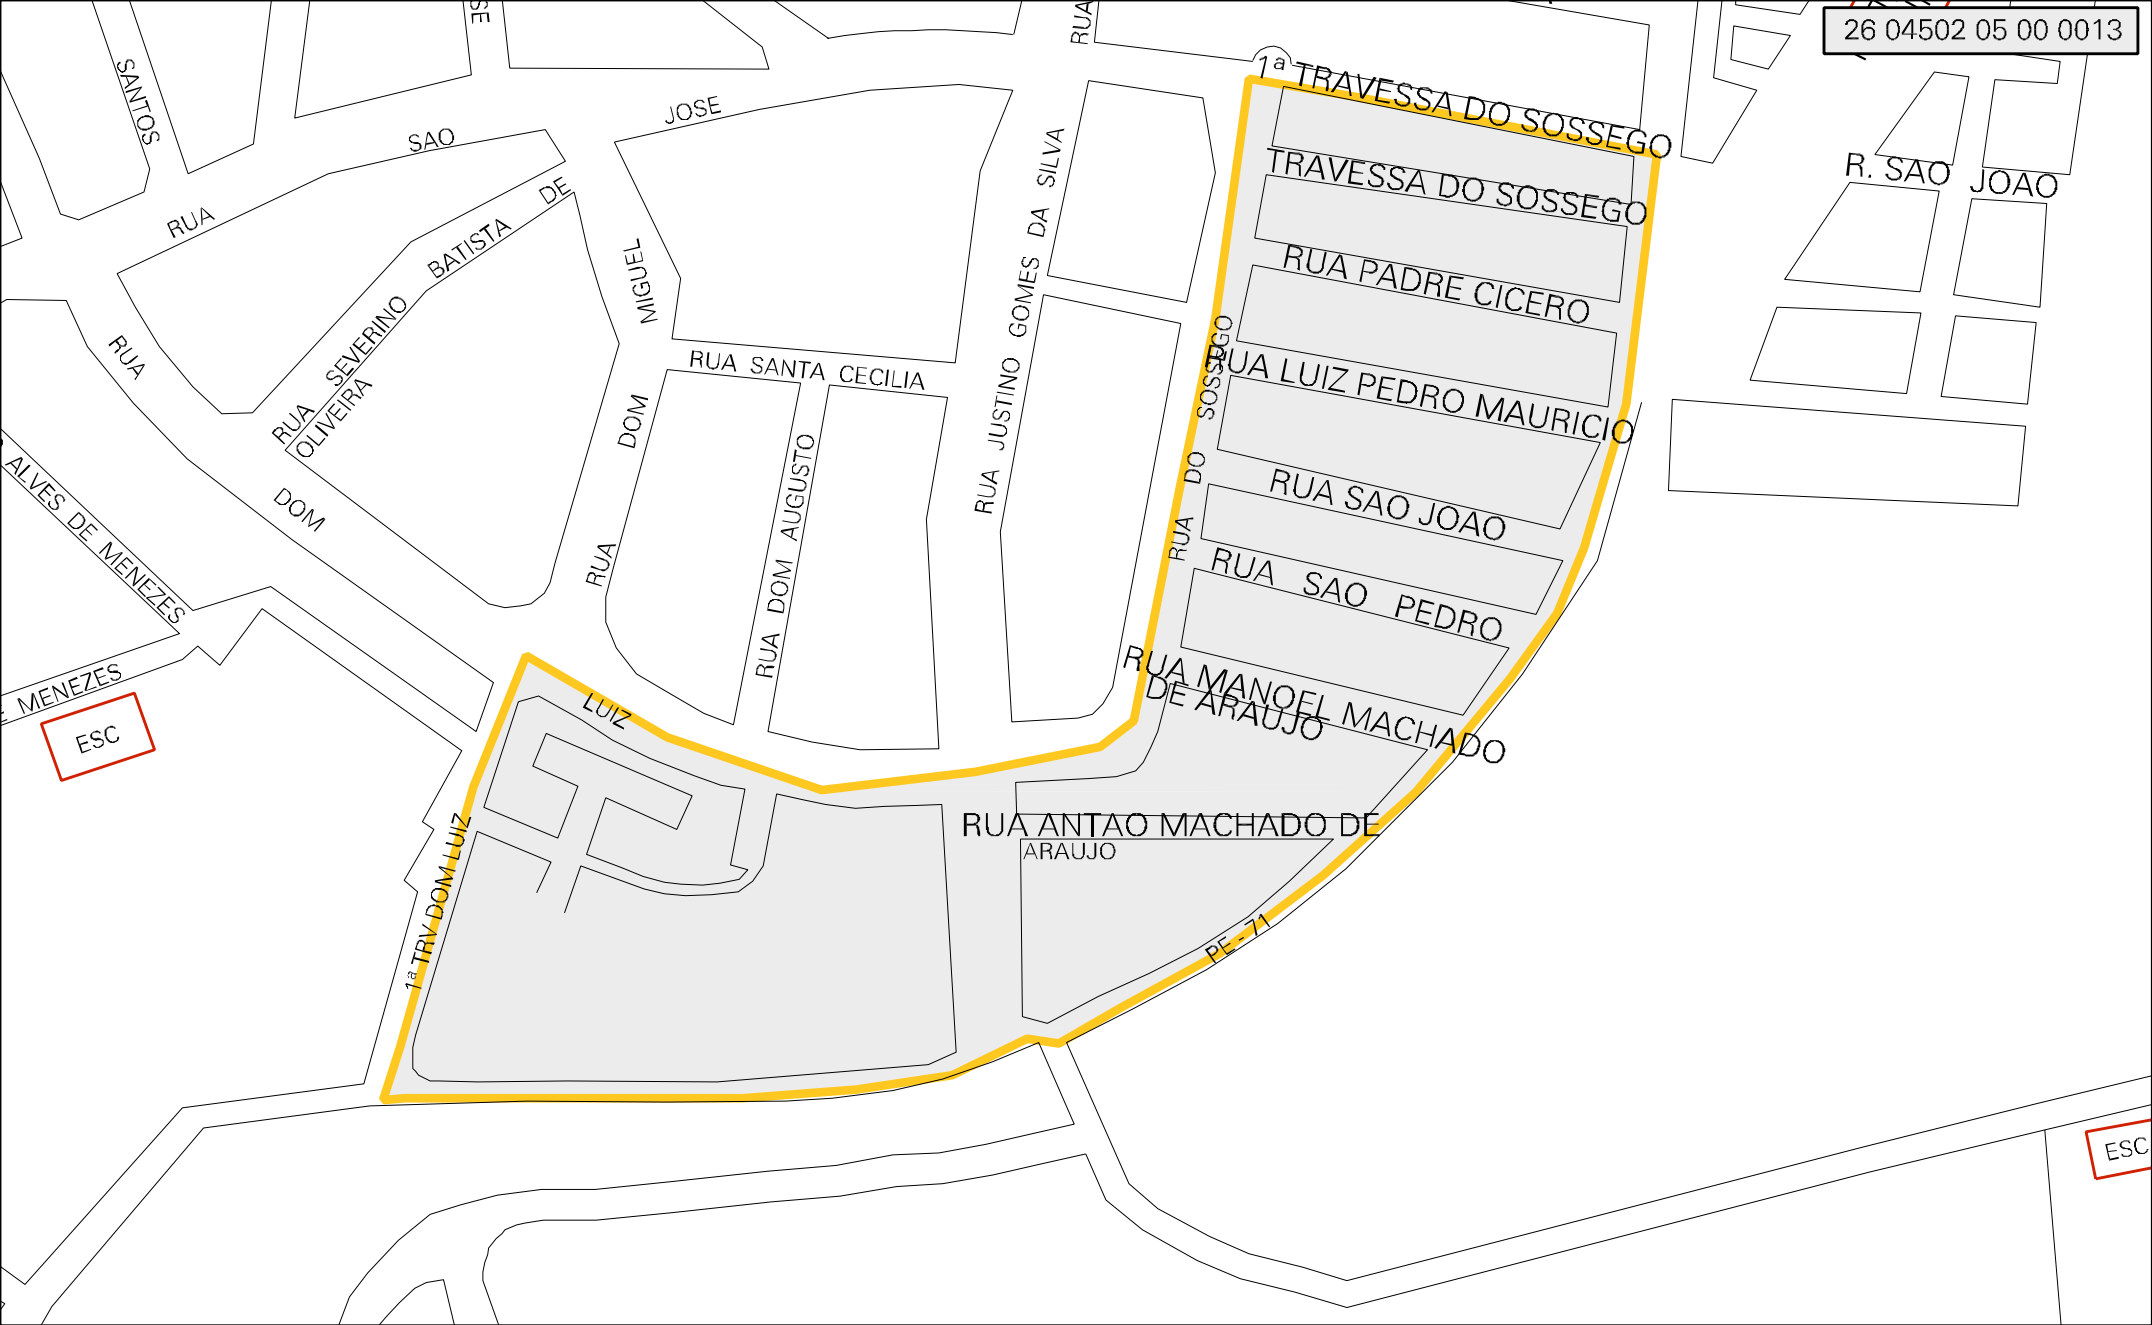 26 04502 05 00 0013
RUA
SANTOS
1ª TRAVESSA DO SOSSEGO
JOSE
SAO
RUA
TRAVESSA DO SOSSEGO
R. SAO JOAO
RUA SEVERINO BATISTA DE
OLIVEIRA
RUA JUSTINO GOMES DA SILVA
RUA PADRE CICERO
RUA DOM MIGUEL
RUA SANTA CECILIA
RUA LUIZ PEDRO MAURICIO
RUA DO SOSSEGO
RUA DOM LUIZ
RUA DOM AUGUSTO
ALVES DE MENEZES
RUA SAO JOAO
RUA SAO PEDRO
MENEZES
ESC
RUA MANOEL MACHADO
DE ARAUJO
RUA ANTAO MACHADO DE
ARAUJO
1ª TRV DOM LUIZ
PE - 71
ESC